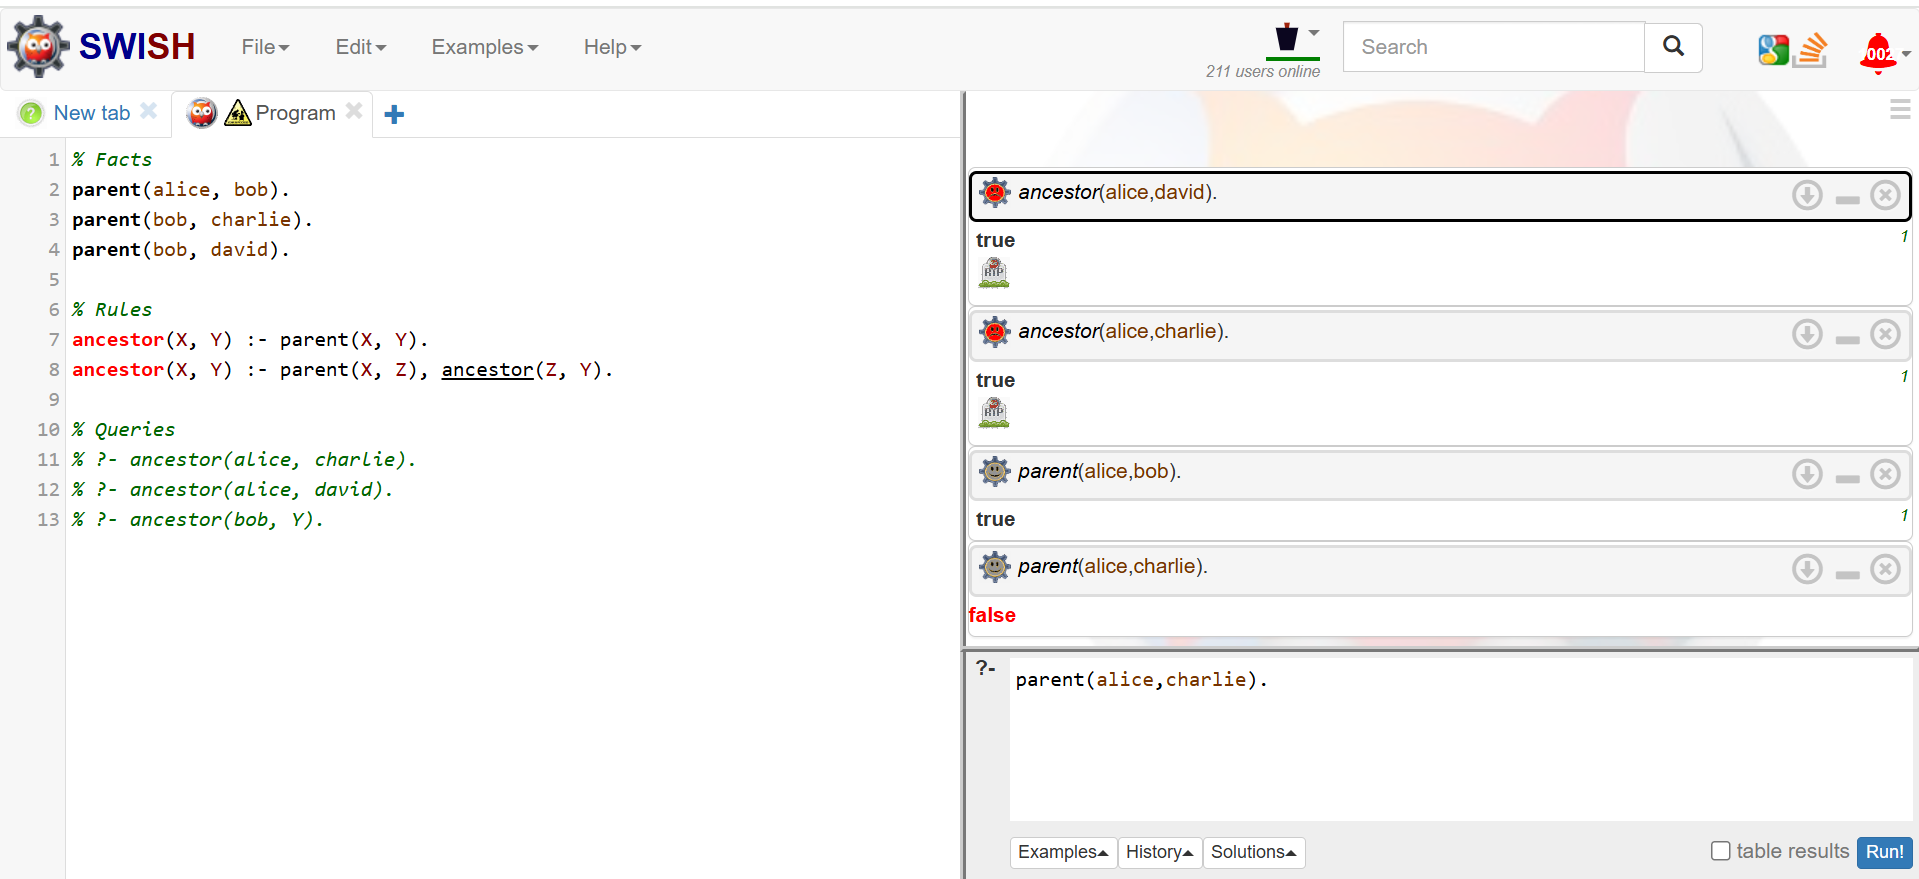 SWISH File Edit Examples Help 211 users online Search 002
New tab Program
1 % Facts
2 parent(alice, bob).
3 parent(bob, charlie).
4 parent(bob, david).
5
6 % Rules
7 ancestor(X, Y) :- parent(X, Y).
8 ancestor(X, Y) :- parent(X, Z), ancestor(Z, Y).
9
10 % Queries
11 % ?- ancestor(alice, charlie).
12 % ?- ancestor(alice, david).
13 % ?- ancestor(bob, Y).
ancestor(alice,david).
true 1
RIP
ancestor(alice,charlie).
true 1
RIP
parent(alice,bob).
true 1
parent(alice,charlie).
false
?- parent(alice,charlie).
Examples History Solutions table results Run!